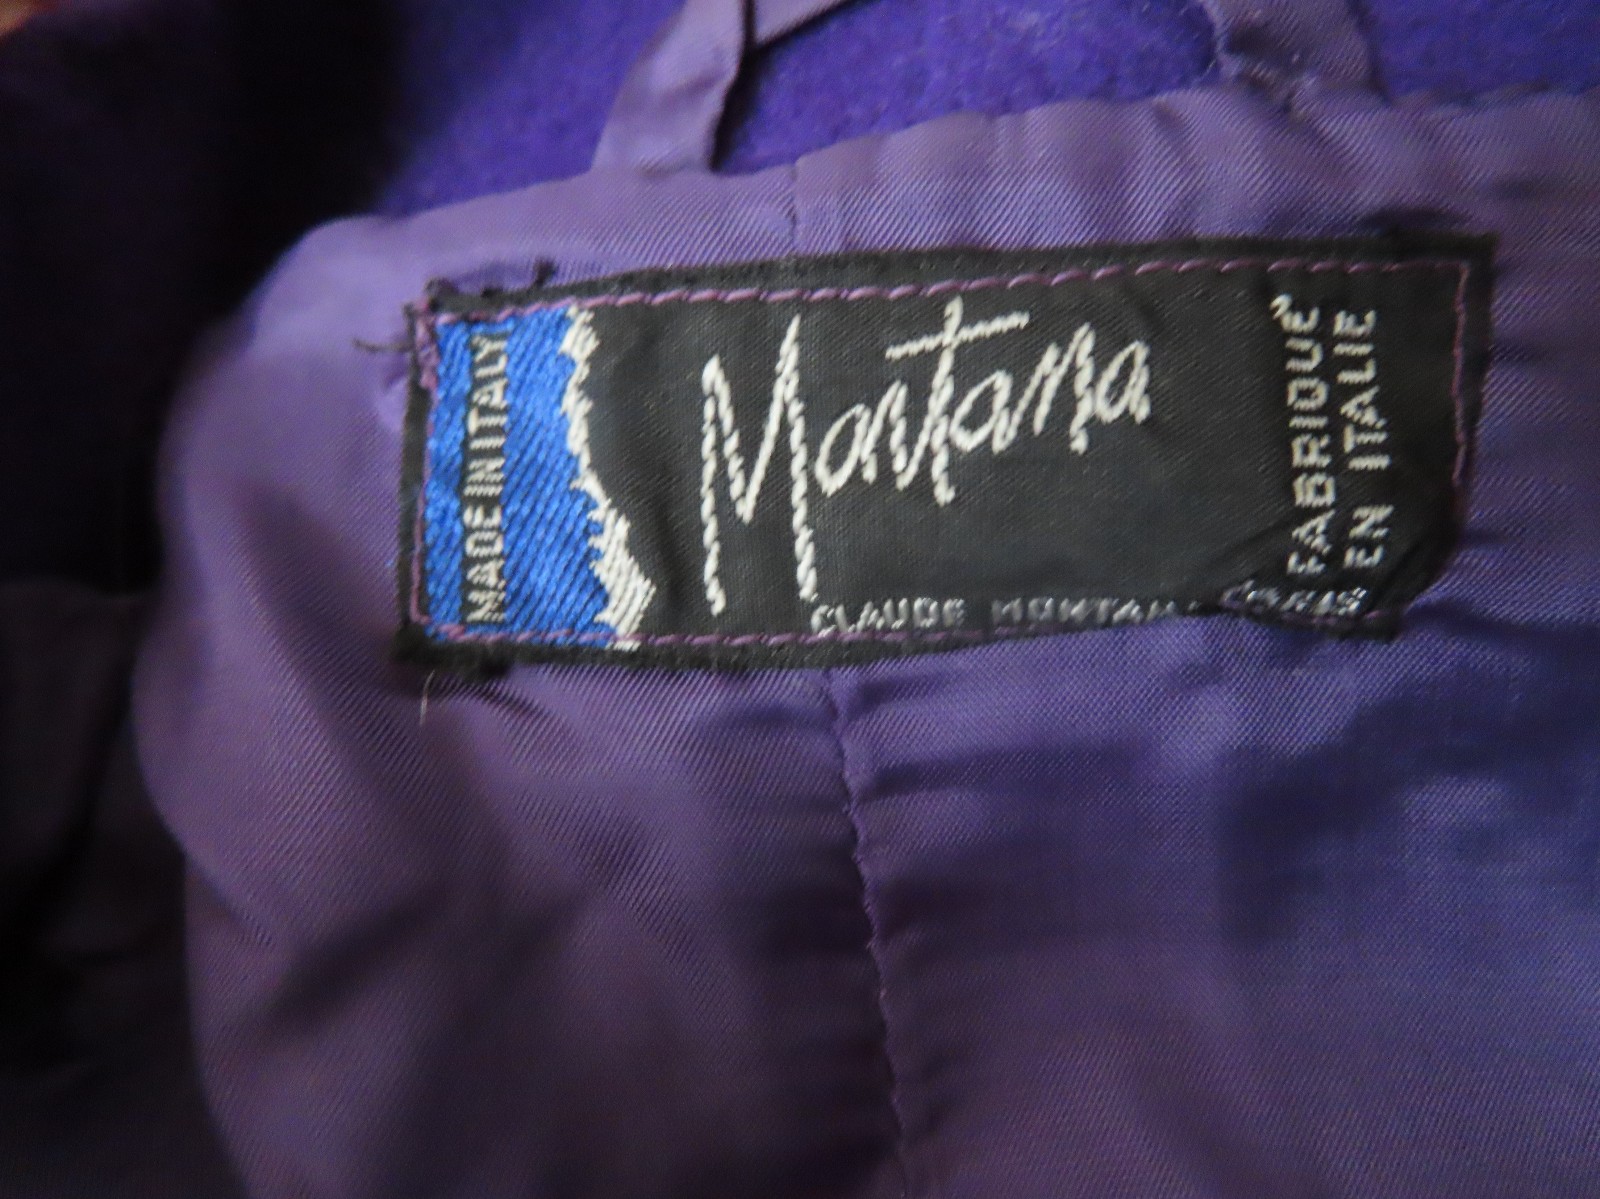 MADE IN ITALY
Montana
CLAUDE MONTANA
FABRIQUÉ
EN ITALIE